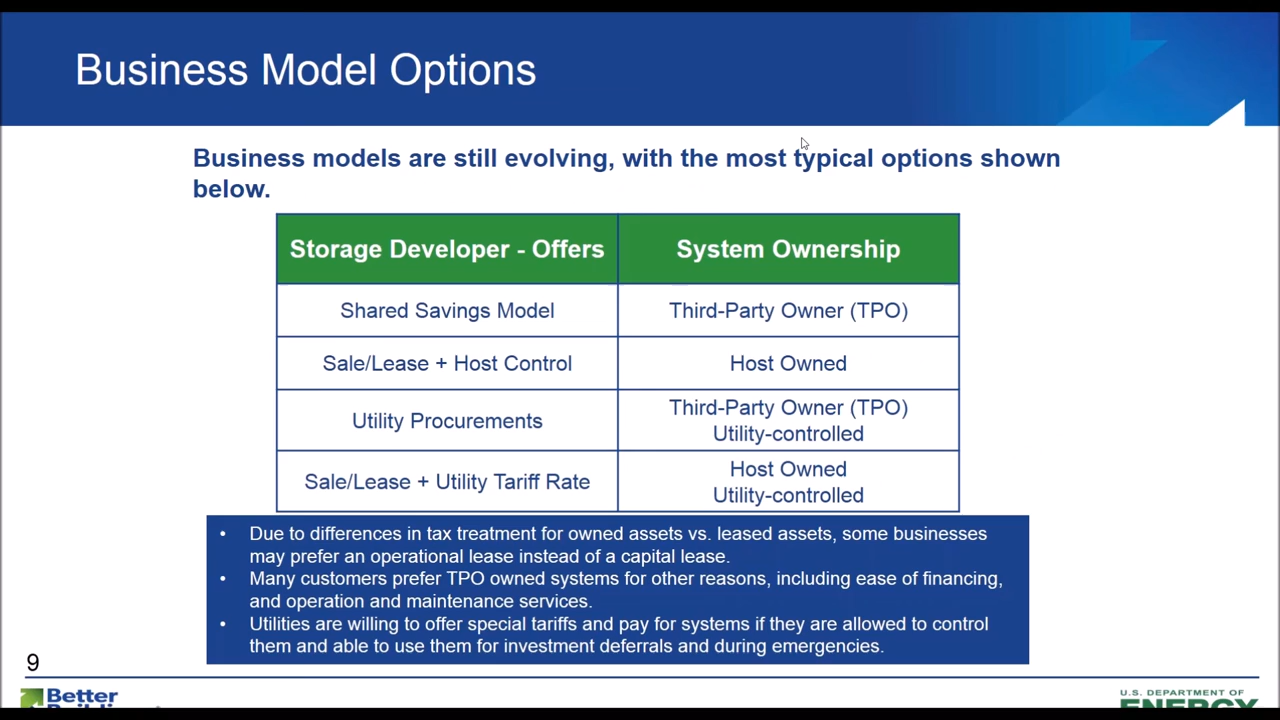 Business Model Options
Business models are still evolving, with the most typical options shown
below.
Storage Developer - Offers
System Ownership
Shared Savings Model
Third-Party Owner (TPO)
Sale/Lease + Host Control
Host Owned
Utility Procurements
Third-Party Owner (TPO)
Utility-controlled
Sale/Lease + Utility Tariff Rate
Host Owned
Utility-controlled
• Due to differences in tax treatment for owned assets vs. leased assets, some businesses
may prefer an operational lease instead of a capital lease.
• Many customers prefer TPO owned systems for other reasons, including ease of financing,
and operation and maintenance services.
• Utilities are willing to offer special tariffs and pay for systems if they are allowed to control
them and able to use them for investment deferrals and during emergencies.
9
Better
U.S. DEPARTMENT OF
ENERGY